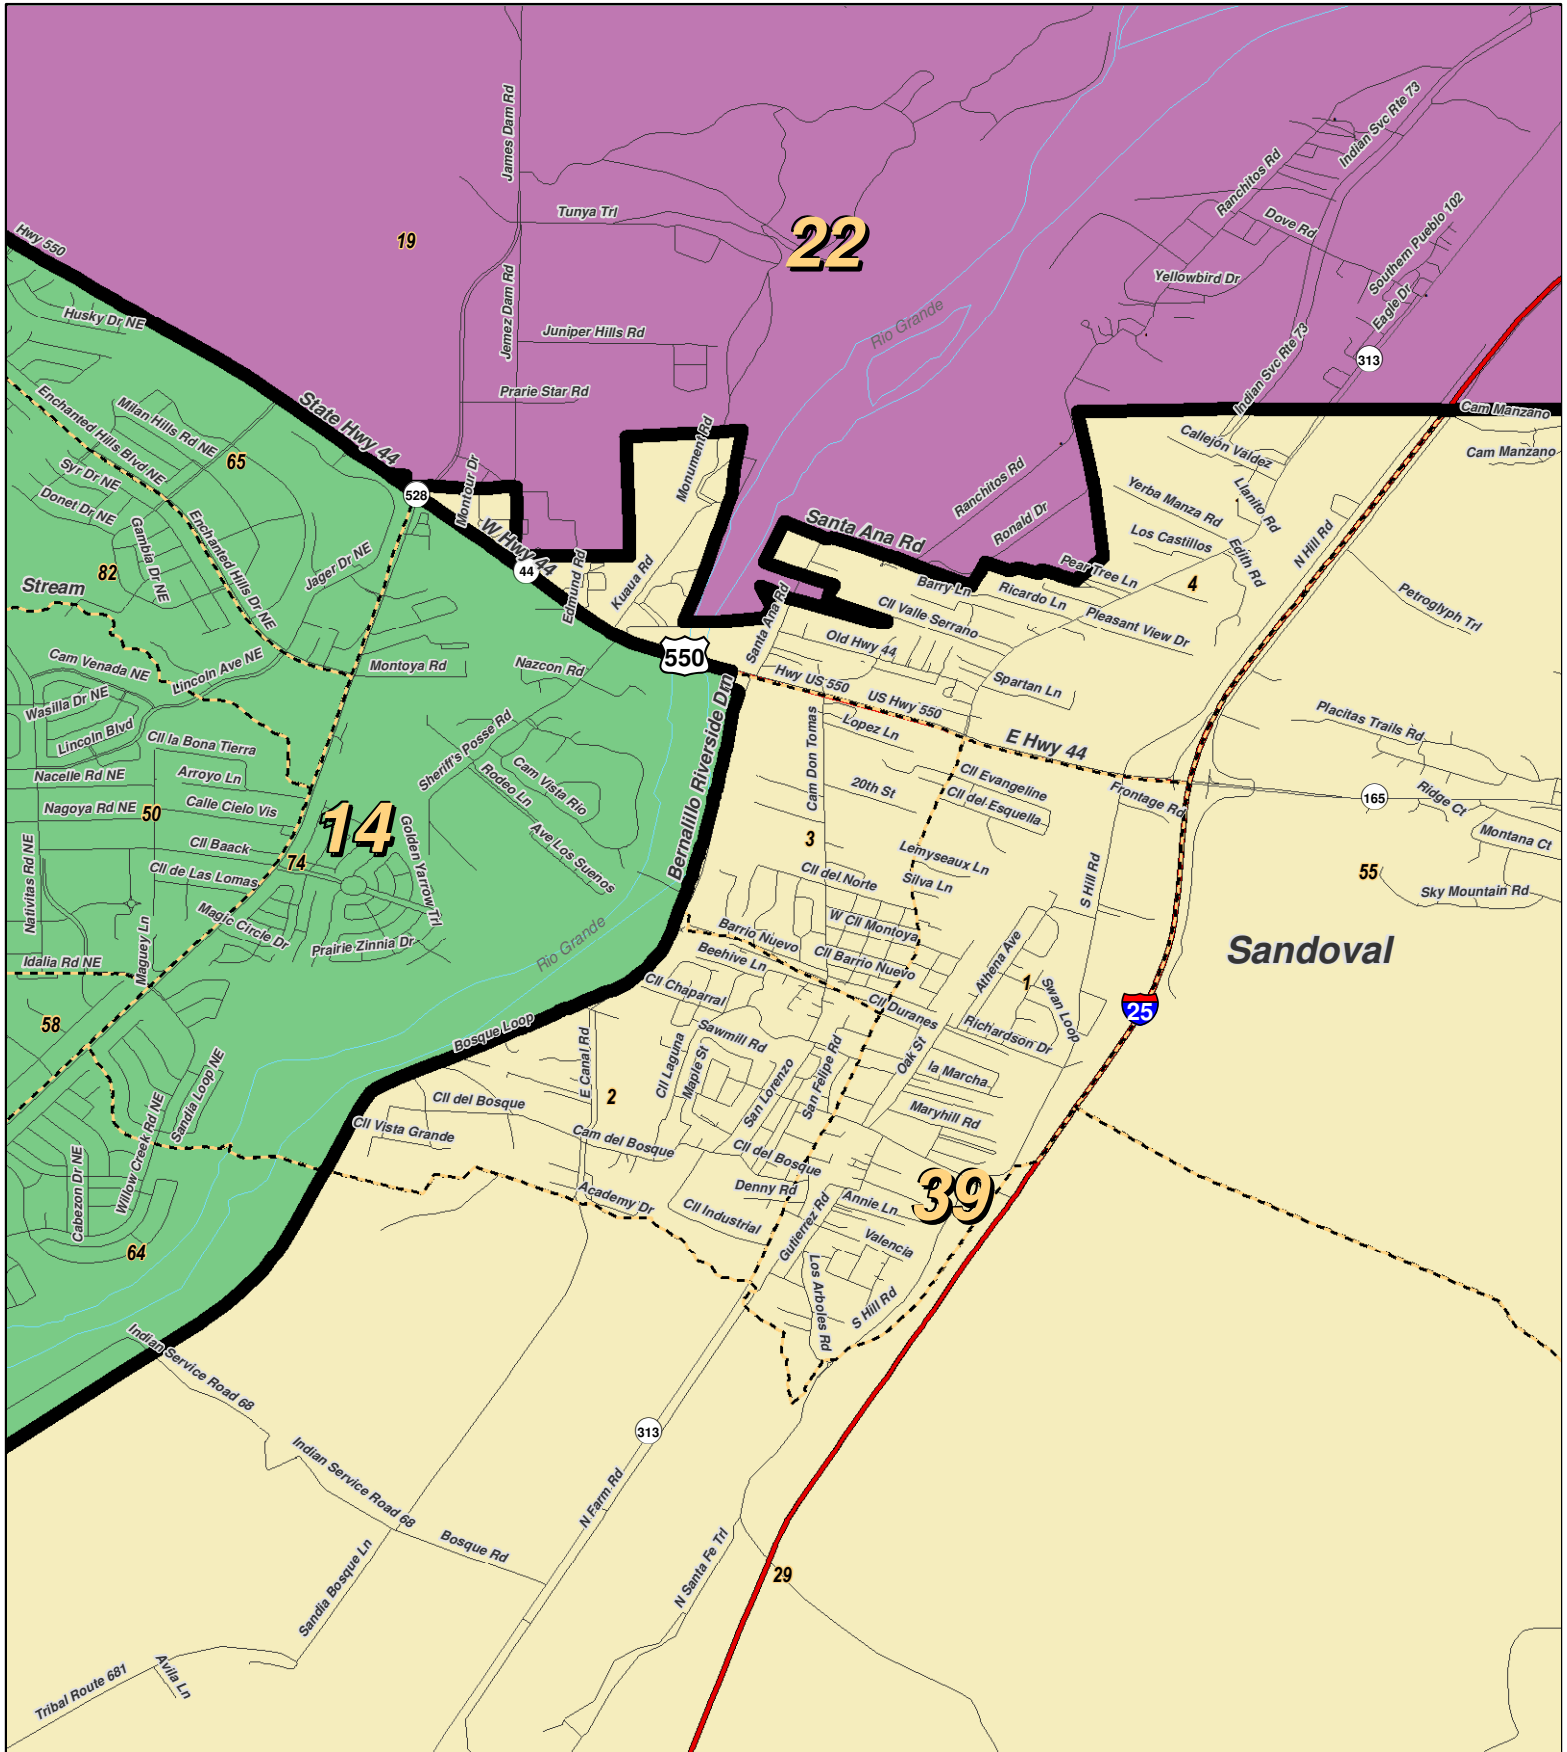 James Dam Rd
Indian Svc Rte 73
Ranchitos Rd
Tunya Trl
22
Dove Rd
Southern Pueblo 102
Hwy 550
19
Yellowbird Dr
Eagle Dr
Husky Dr NE
Jemez Dam Rd
Juniper Hills Rd
Rio Grande
313
Indian Svc Rte 73
Prarie Star Rd
Enchanted Hills Blvd NE
Milan Hills Rd NE
State Hwy 44
Cam Manzano
65
Monument Rd
Callejon Valdez
Cam Manzano
Syr Dr NE
Montour Dr
Ranchitos Rd
Donet Dr NE
528
Yerba Manza Rd
Llanito Rd
Gambia Dr NE
Enchanted Hills Dr NE
W Hwy 44
Santa Ana Rd
Ronald Dr
Los Castillos
N Hill Rd
Jager Dr NE
44
Edmund Rd
Kuaua Rd
Pear Tree Ln
Edith Rd
82
Stream
Barry Ln
Ricardo Ln
4
Petroglyph Trl
Cll Valle Serrano
Pleasant View Dr
Santa Ana Rd
Old Hwy 44
Cam Venada NE
Lincoln Ave NE
Montoya Rd
Nazcon Rd
550
Hwy US 550
US Hwy 550
Spartan Ln
Wasilla Dr NE
Lincoln Blvd
Bernalillo Riverside Drn
Cll la Bona Tierra
Sheriff's Posse Rd
Cam Don Tomas
Lopez Ln
E Hwy 44
Placitas Trails Rd
Nacelle Rd NE
Arroyo Ln
Rodeo Ln
Cam Vista Rio
20th St
Cll Evangeline
Cll del Esquella
Frontage Rd
165
Ridge Ct
Nagoya Rd NE
50
Calle Cielo Vis
14
Montana Ct
Nativitas Rd NE
Cll Baack
74
Golden Yarrow Trl
Ave Los Suenos
3
Lemyseaux Ln
55
Cll de Las Lomas
Cll del Norte
Silva Ln
S Hill Rd
Sky Mountain Rd
Magic Circle Dr
Prairie Zinnia Dr
Maguey Ln
Rio Grande
Barrio Nuevo
W Cll Montoya
Sandoval
Idalia Rd NE
Beehive Ln
Cll Barrio Nuevo
Athena Ave
1
Swan Loop
Cll Chaparral
Cll Duranes
25
58
Bosque Loop
Sawmill Rd
Richardson Dr
E Canal Rd
Cll Laguna
Maple St
San Lorenzo
San Felipe Rd
Oak St
la Marcha
Sandia Loop NE
Willow Creek Rd NE
Cll del Bosque
2
Maryhill Rd
Cll Vista Grande
Cam del Bosque
Cll del Bosque
Cabezon Dr NE
Academy Dr
Denny Rd
39
Annie Ln
Cll Industrial
Gutierrez Rd
Valencia
64
Los Arboles Rd
S Hill Rd
Indian Service Road 68
313
Indian Service Road 68
N Farm Rd
Bosque Rd
Sandia Bosque Ln
N Santa Fe Trl
29
Tribal Route 681
Avila Ln